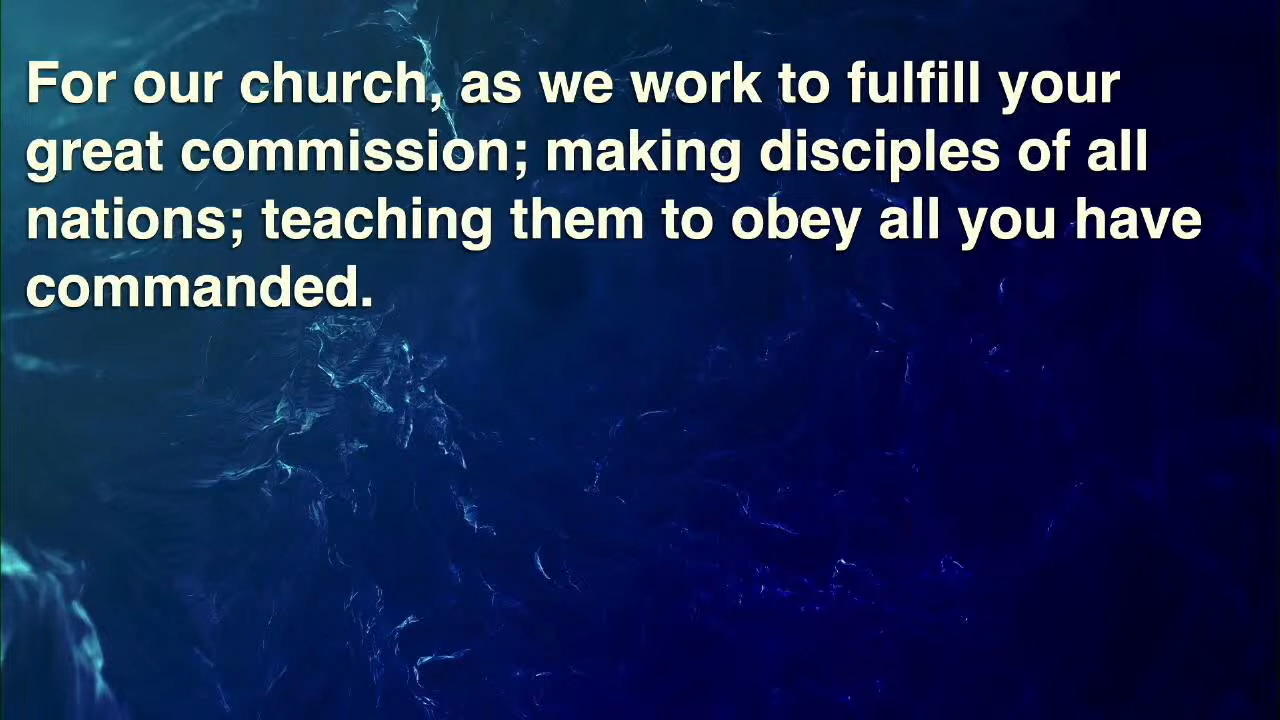 For our church, as we work to fulfill your
great commission; making disciples of all
nations; teaching them to obey all you have
commanded.